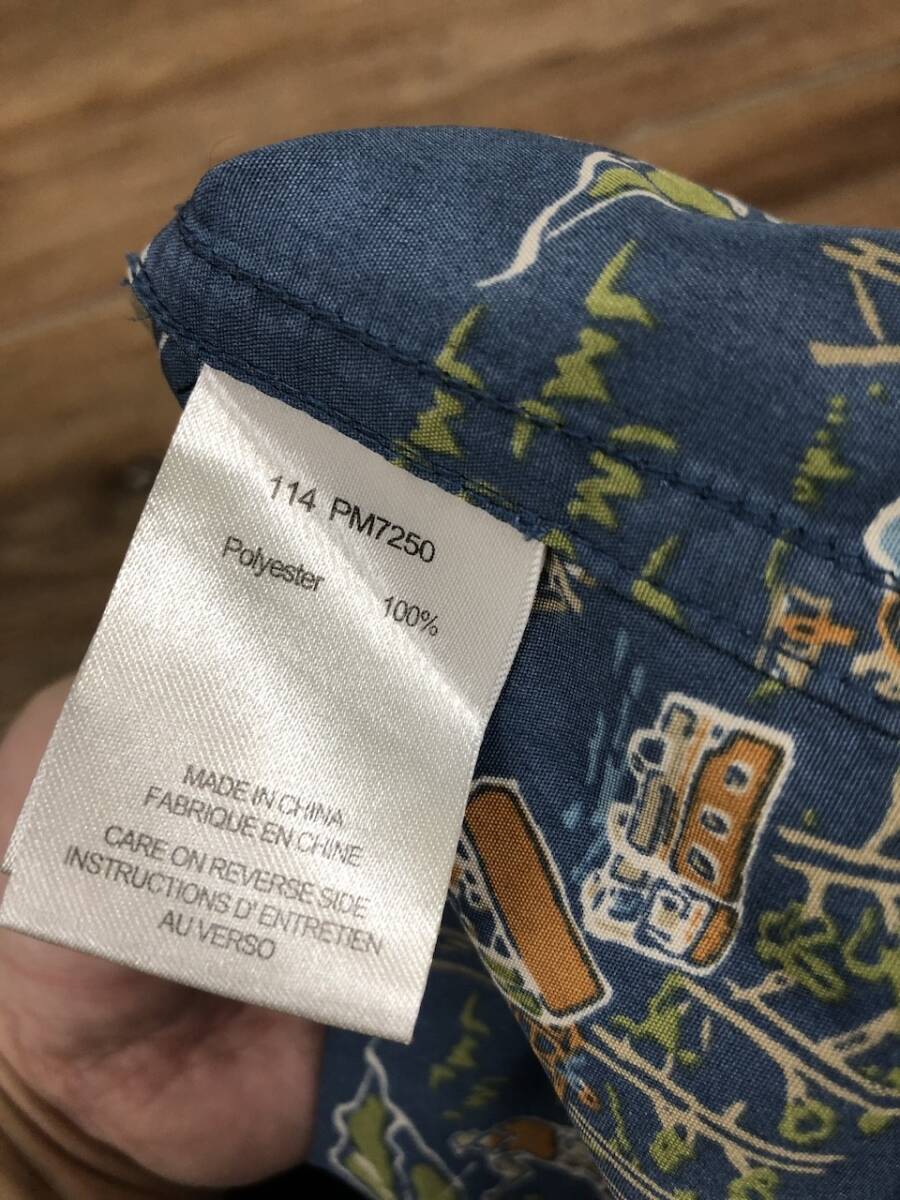 114 PM7250
Polyester 100%
MADE IN CHINA
FABRIQUE EN CHINE
CARE ON REVERSE SIDE
INSTRUCTIONS D' ENTRETIEN
AU VERSO